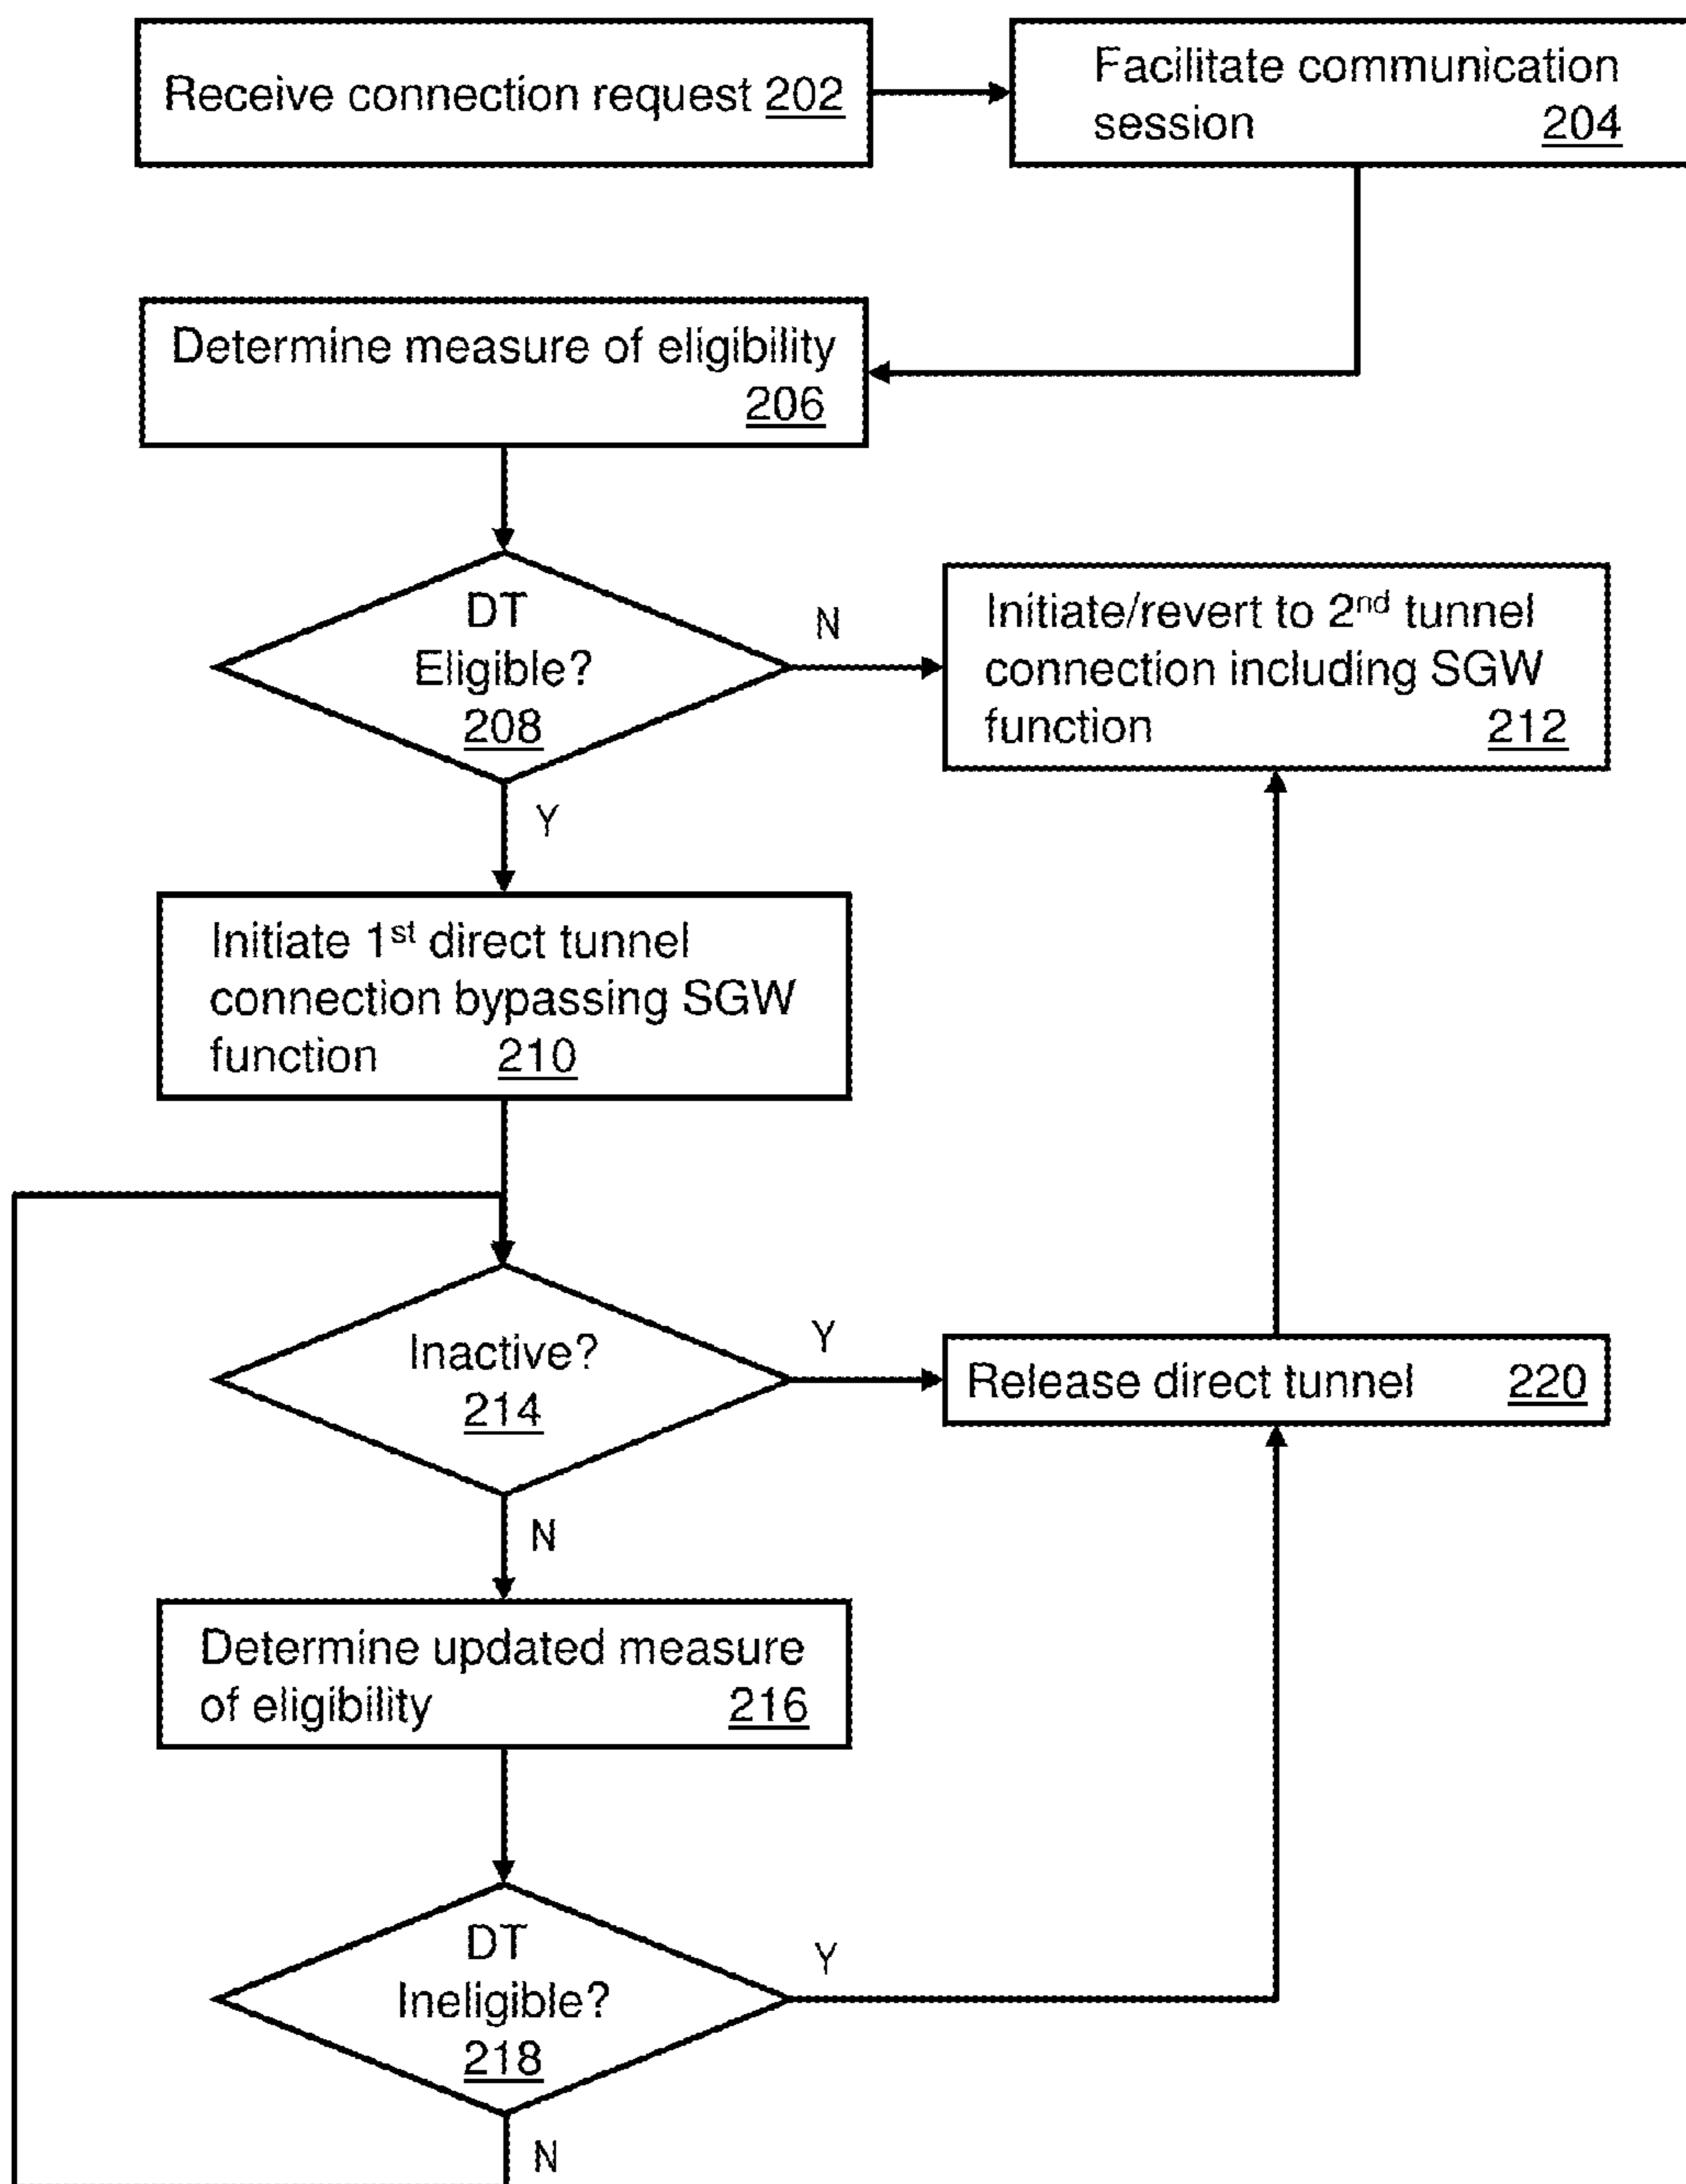 Receive connection request 202
Facilitate communication
session 204
Determine measure of eligibility
206
DT
Eligible?
208
N
Initiate/revert to 2nd tunnel
connection including SGW
function 212
Y
Initiate 1st direct tunnel
connection bypassing SGW
function 210
Inactive?
214
Y
Release direct tunnel 220
N
Determine updated measure
of eligibility 216
DT
Ineligible?
218
Y
N